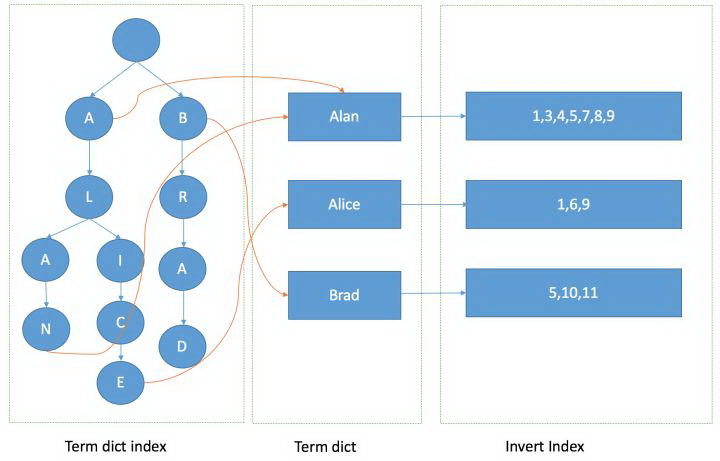 A
B
L
R
A
I
A
N
C
D
E
Alan
Alice
Brad
1,3,4,5,7,8,9
1,6,9
5,10,11
Term dict index
Term dict
Invert Index